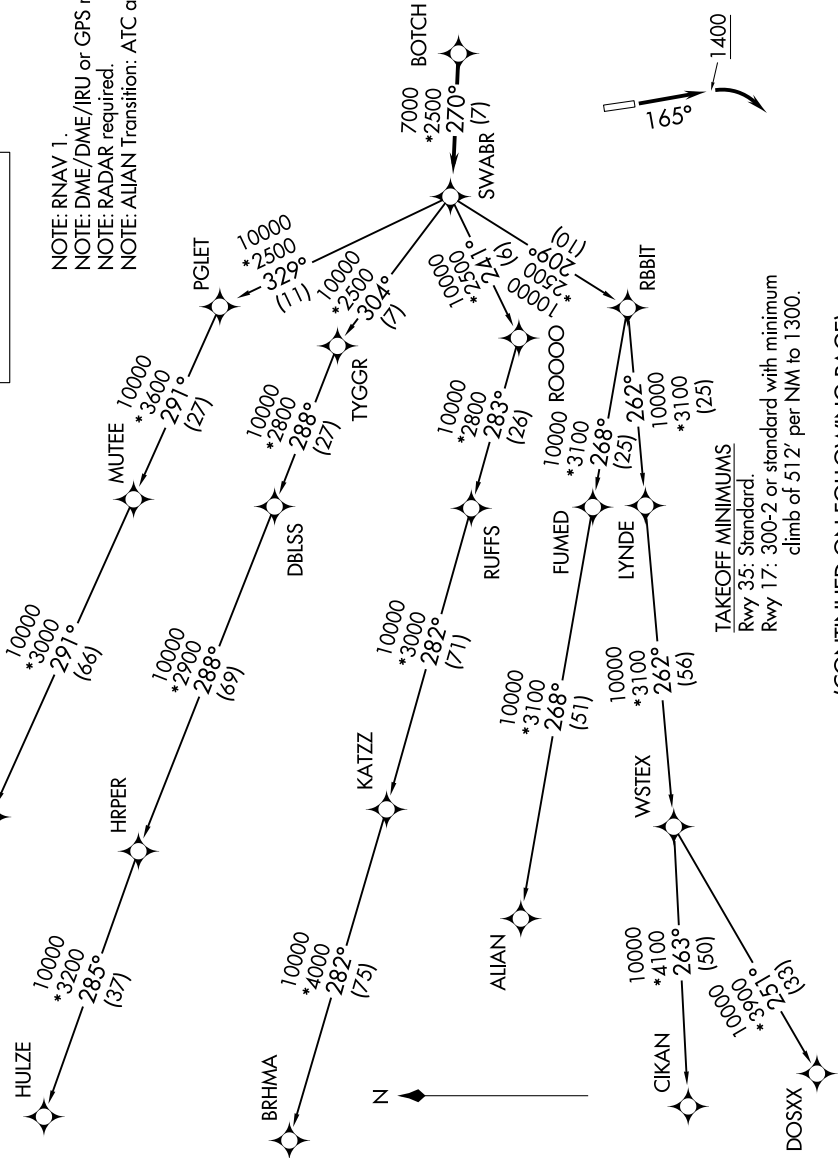 NOTE: RNAV 1.
NOTE: DME/DME/IRU or GPS
NOTE: RADAR required.
NOTE: ALIAN Transition: ATC
BOTCH
7000
*2500
270°
(7)
SWABR
1400
165°
PGLET
10000
*2500
329°
(11)
10000
*2500
304°
(7)
TYGGR
10000
*2500
241°
(6)
ROOOO
10000
*2500
209°
(10)
RBBIT
MUTEE
10000
*3600
291°
(27)
10000
*2800
288°
(27)
DBLSS
10000
*2800
283°
(26)
RUFFS
10000
*3100
268°
(25)
FUMED
262°
10000
*3100
(25)
LYNDE
10000
*3000
291°
(66)
10000
*2900
288°
(69)
HRPER
10000
*3000
282°
(71)
KATZZ
10000
*3100
268°
(51)
ALIAN
10000
*3100
262°
(56)
WSTEX
10000
*3200
285°
(37)
HULZE
10000
*4000
282°
(75)
BRHMA
N
10000
*4100
263°
(50)
CIKAN
10000
*3900
251°
(33)
DOSXX
TAKEOFF MINIMUMS
Rwy 35: Standard.
Rwy 17: 300-2 or standard with minimum
climb of 512' per NM to 1300.
(CONTINUED ON FOLLOWING PAGE)